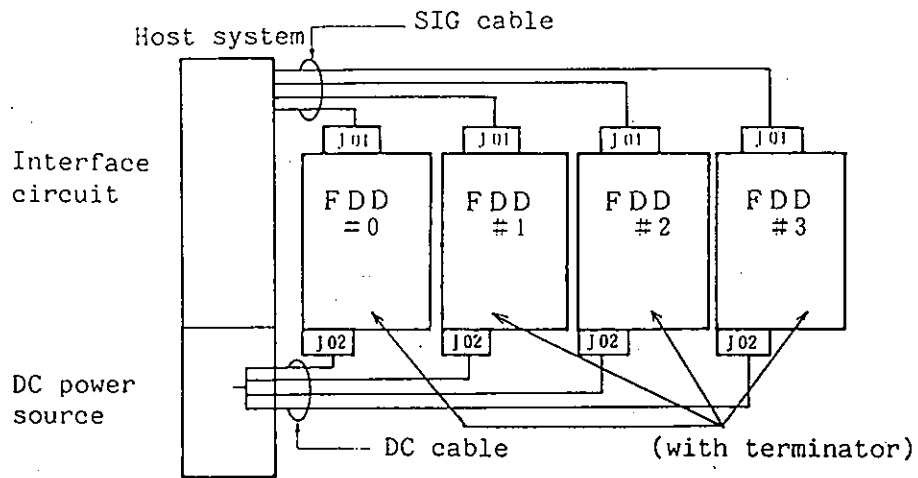 SIG cable
Host system
J01 J01 J01 J01
Interface circuit
FDD FDD FDD FDD
=0 #1 #2 #3
J02 J02 J02 J02
DC power source
DC cable
(with terminator)